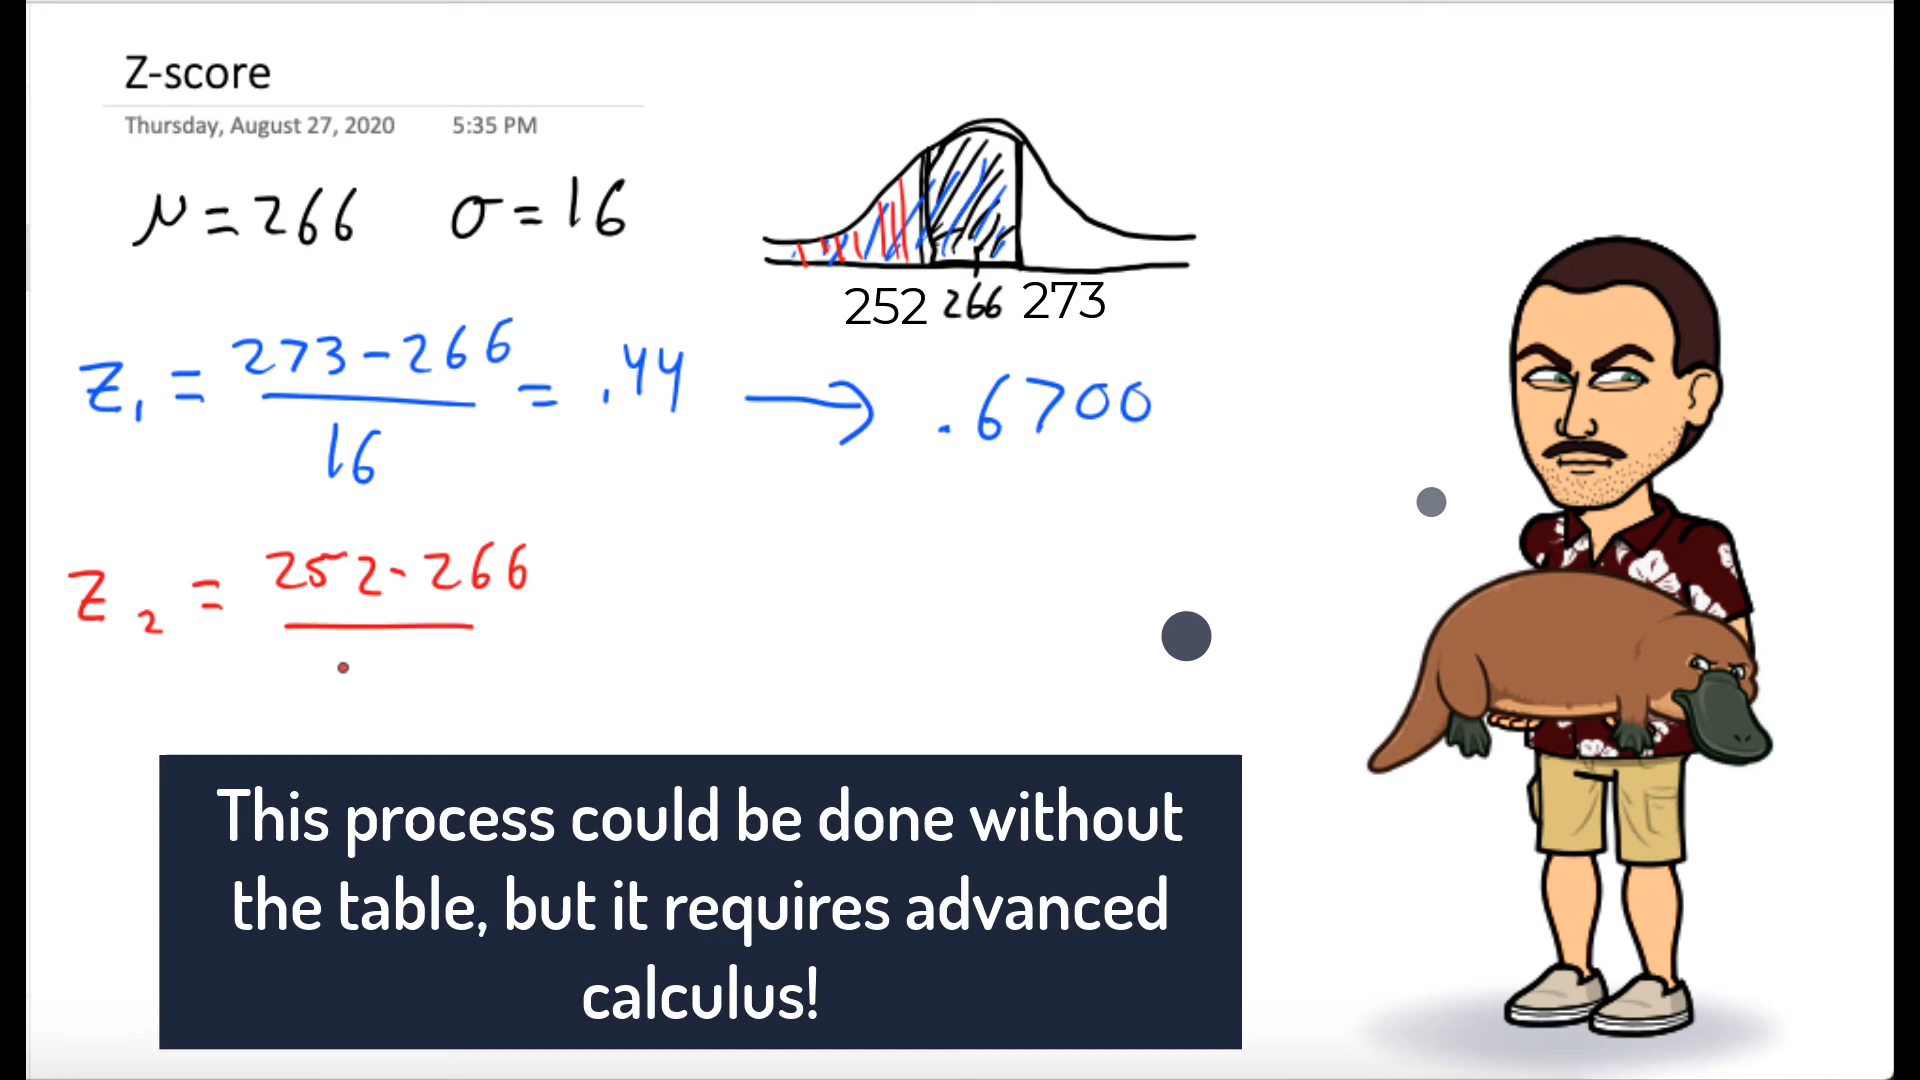 Z-score
Thursday, August 27, 2020 5:35 PM
μ = 266 σ = 16
252 266 273
Z₁ = 273 - 266 = .44 → .6700
16
Z₂ = 252 - 266
This process could be done without
the table, but it requires advanced
calculus!